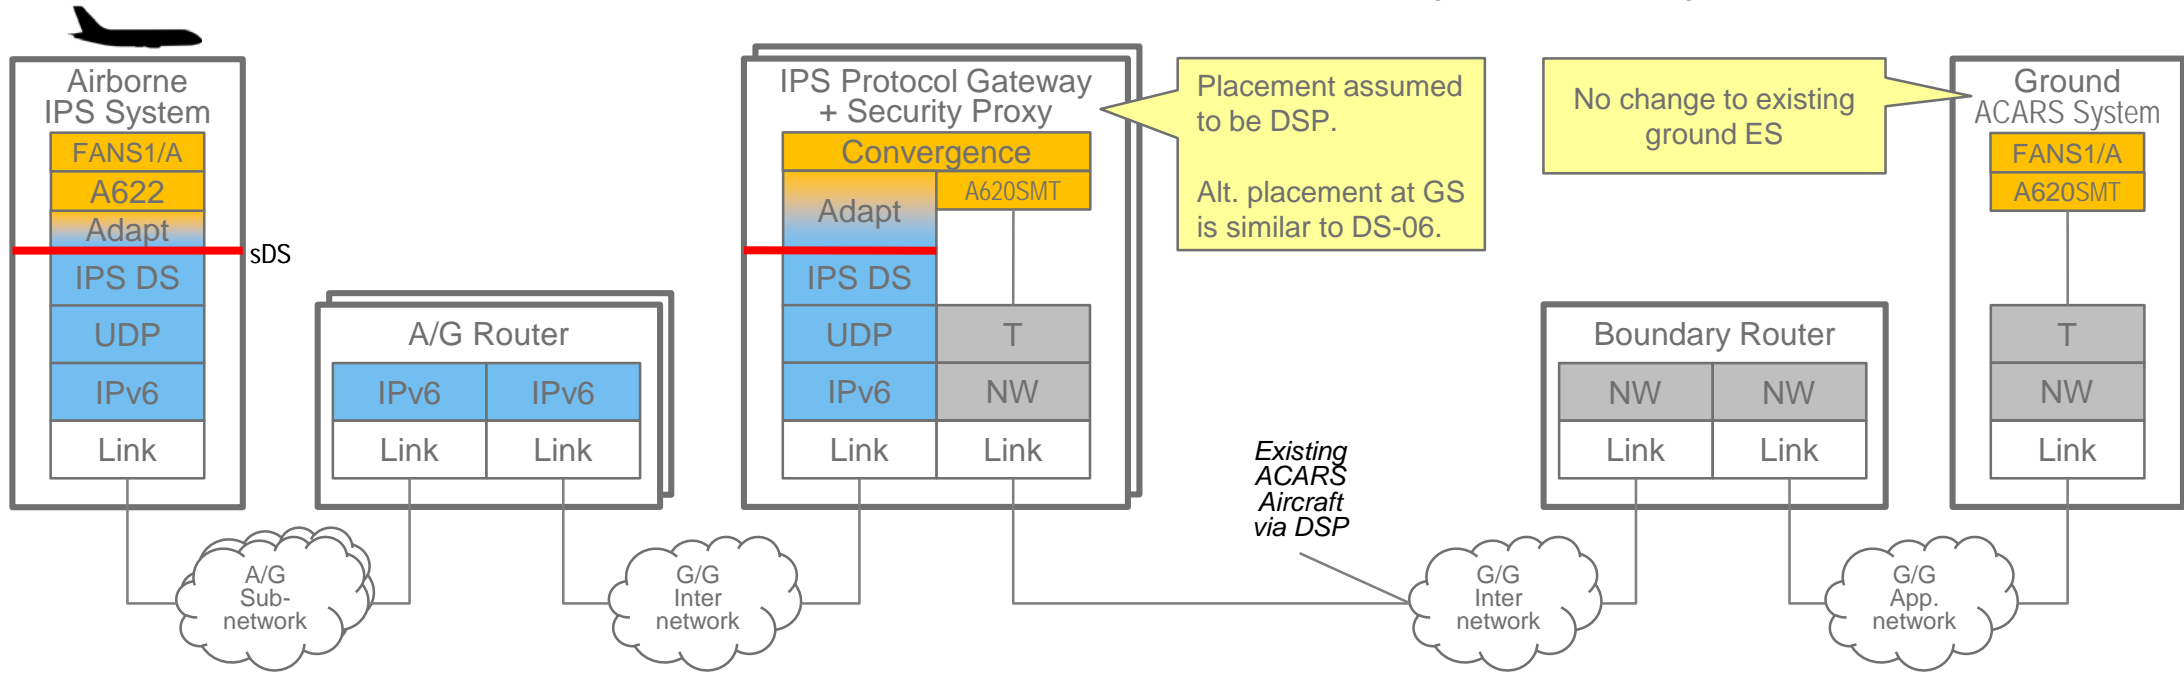 Airborne
IPS System
FANS1/A
A622
Adapt
sDS
IPS DS
UDP
IPv6
Link
A/G
Sub-
network
A/G Router
IPv6 IPv6
Link Link
G/G
Inter
network
IPS Protocol Gateway
+ Security Proxy
Convergence
Adapt A620SMT
IPS DS
UDP T
IPv6 NW
Link Link
Placement assumed
to be DSP.
Alt. placement at GS
is similar to DS-06.
Existing
ACARS
Aircraft
via DSP
G/G
Inter
network
No change to existing
ground ES
Boundary Router
NW NW
Link Link
G/G
App.
network
Ground
ACARS System
FANS1/A
A620SMT
T
NW
Link